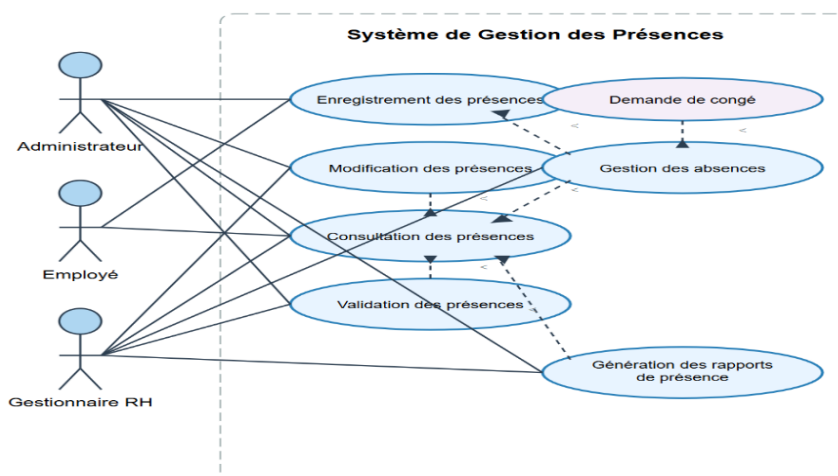 Système de Gestion des Présences
Enregistrement des présences
Demande de congé
Administrateur
Modification des présences
Gestion des absences
Consultation des présences
Employé
Validation des présences
Génération des rapports
de présence
Gestionnaire RH